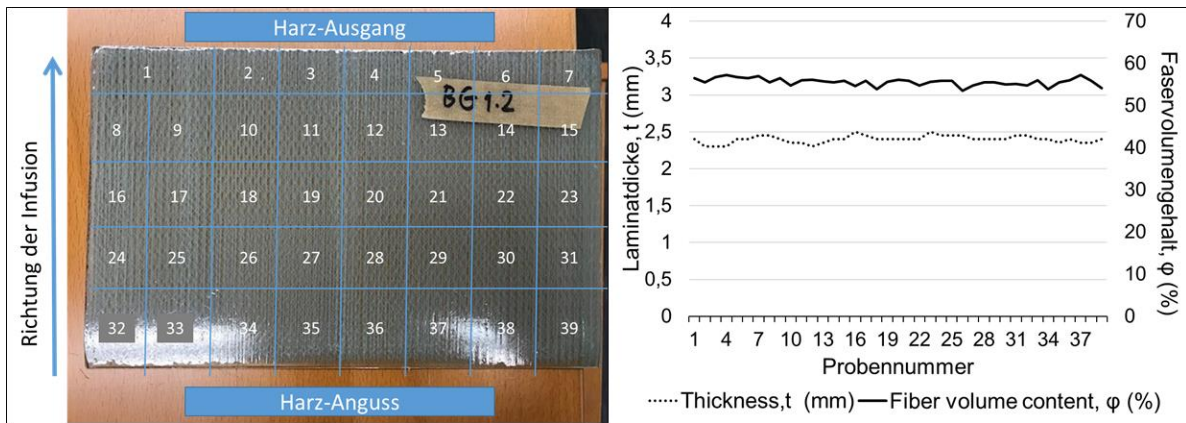 Harz-Ausgang
Richtung der Infusion
1 2 3 4 5 6 7
BG 1.2
8 9 10 11 12 13 14 15
16 17 18 19 20 21 22 23
24 25 26 27 28 29 30 31
32 33 34 35 36 37 38 39
Harz-Anguss
Laminatdicke, t (mm)
4
3,5
3
2,5
2
1,5
1
0,5
0
70
60
50
40
30
20
10
0
Faservolumengehalt, φ (%)
1 4 7 10 13 16 19 22 25 28 31 34 37
Probennummer
Thickness,t (mm) Fiber volume content, φ (%)